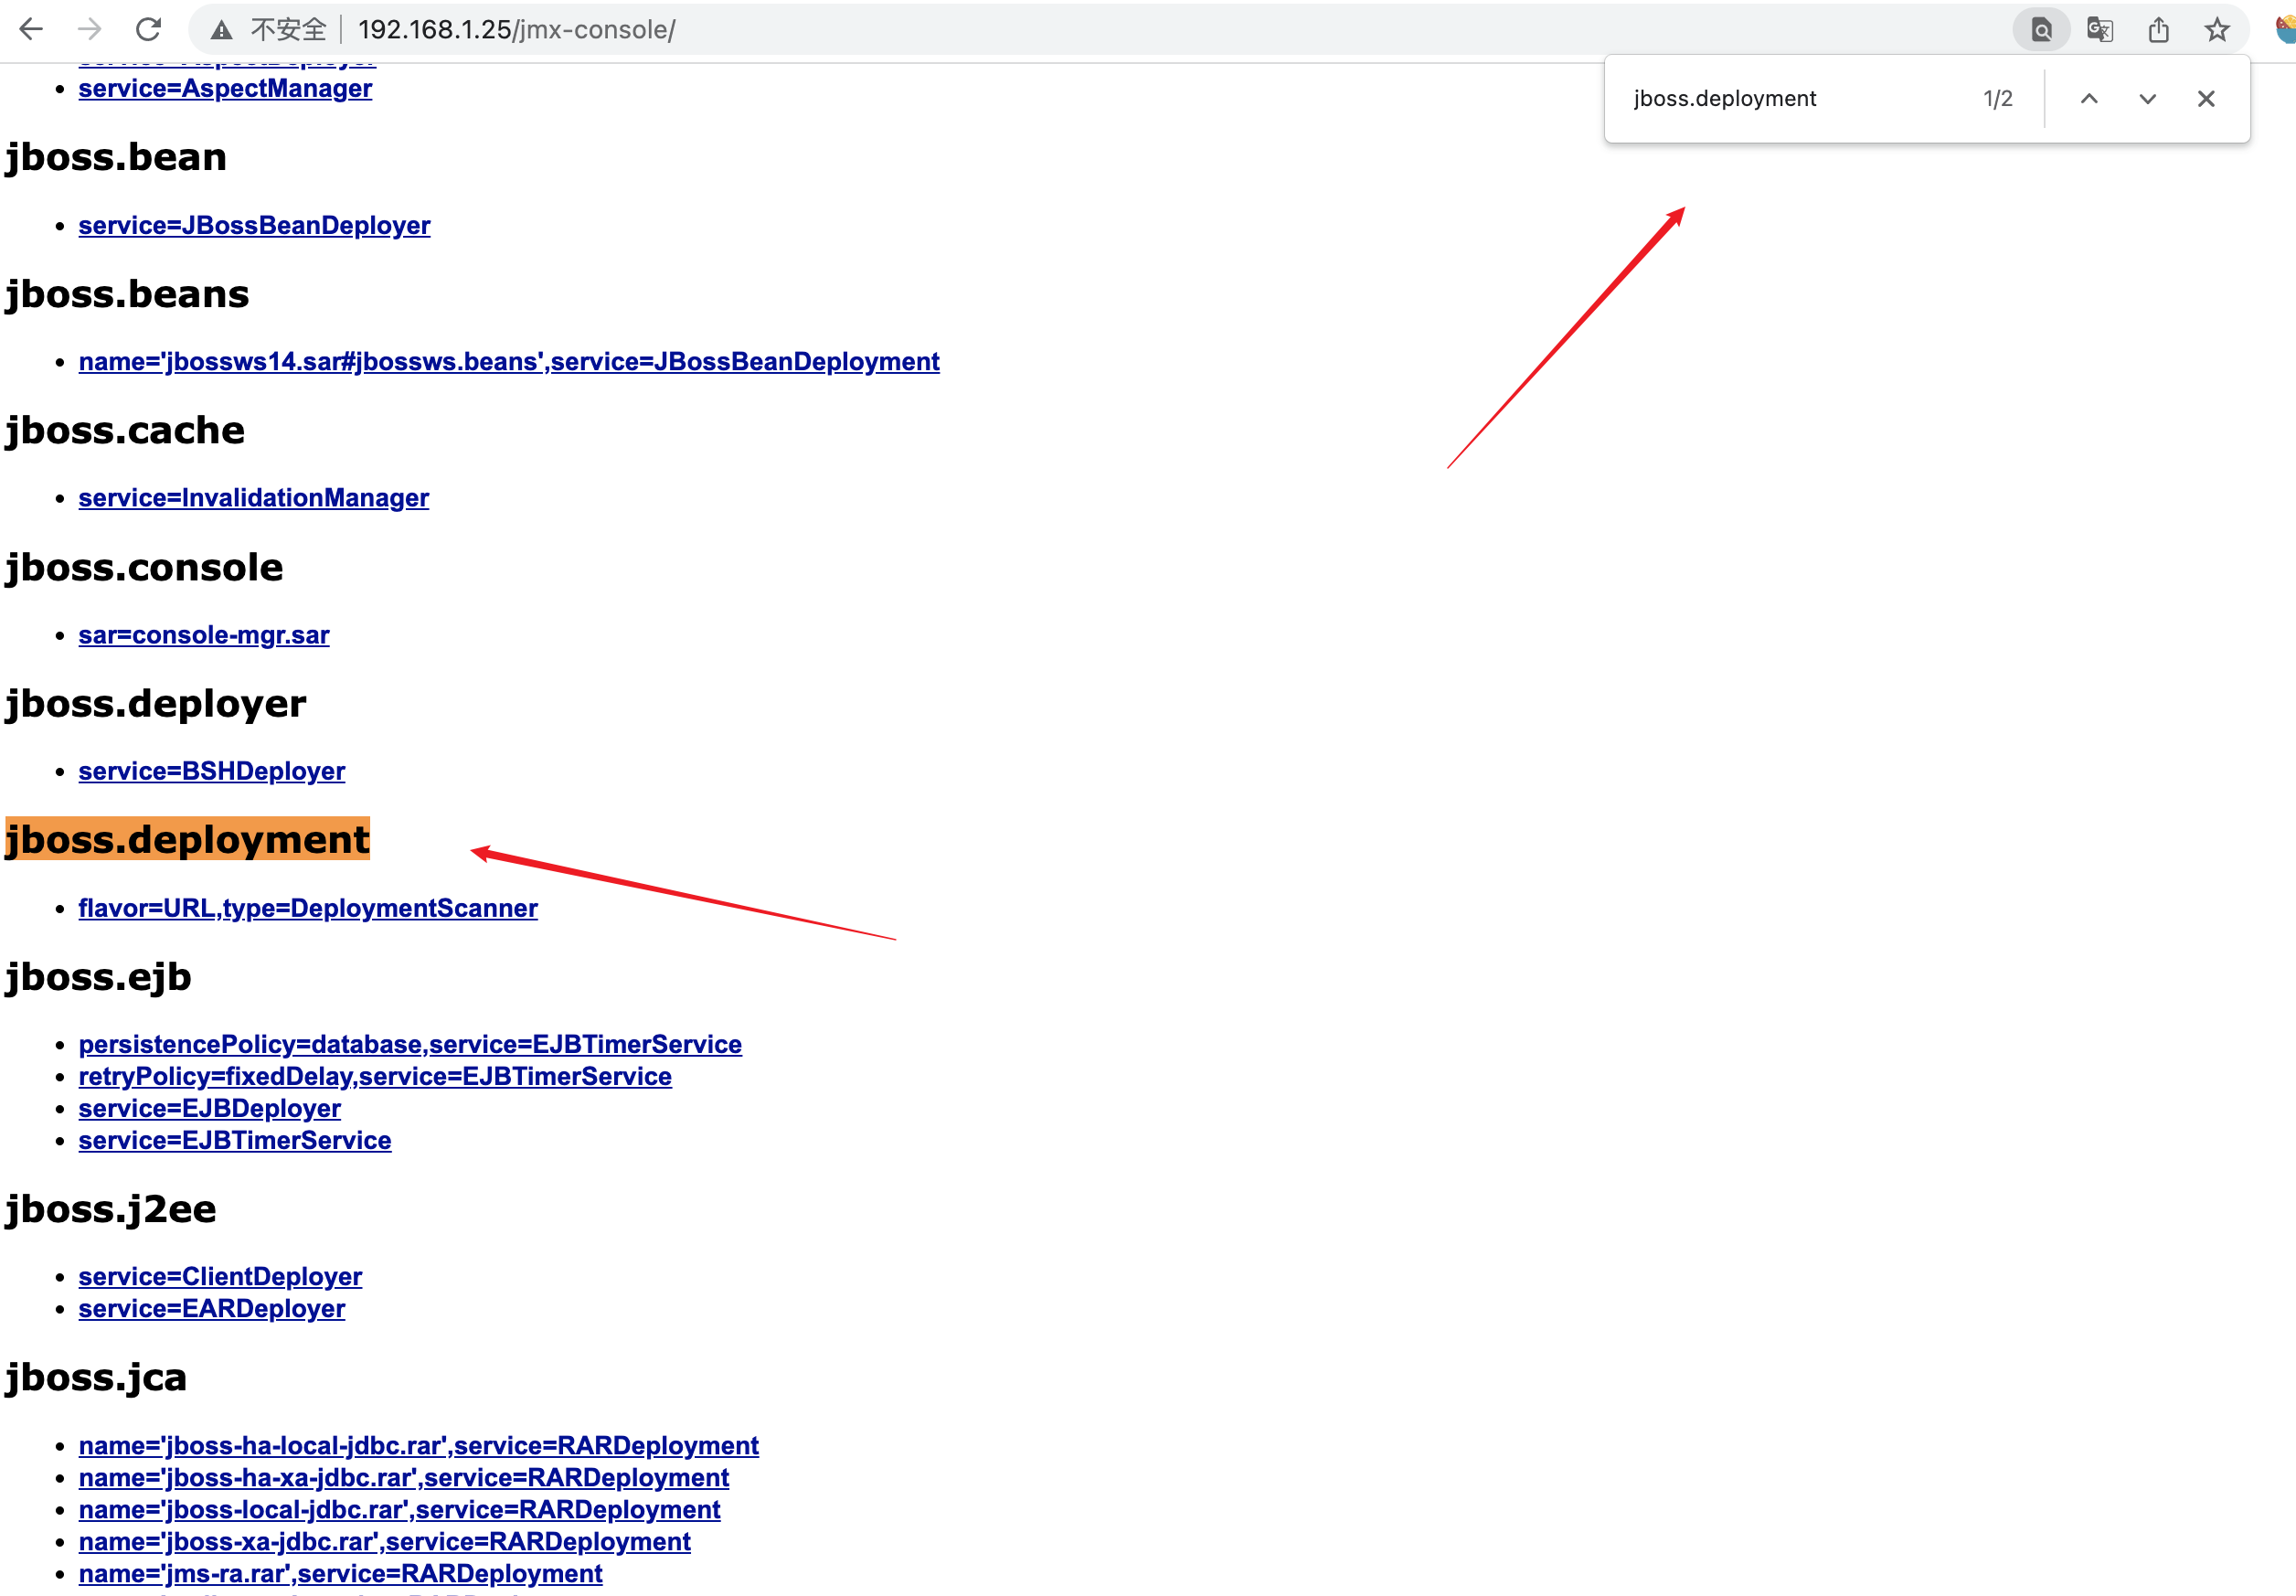 不安全 192.168.1.25/jmx-console/
jboss.deployment 1/2
service=AspectDeployer
service=AspectManager
jboss.bean
service=JBossBeanDeployer
jboss.beans
name='jbossws14.sar#jbossws.beans',service=JBossBeanDeployment
jboss.cache
service=InvalidationManager
jboss.console
sar=console-mgr.sar
jboss.deployer
service=BSHDeployer
jboss.deployment
flavor=URL,type=DeploymentScanner
jboss.ejb
persistencePolicy=database,service=EJBTimerService
retryPolicy=fixedDelay,service=EJBTimerService
service=EJBDeployer
service=EJBTimerService
jboss.j2ee
service=ClientDeployer
service=EARDeployer
jboss.jca
name='jboss-ha-local-jdbc.rar',service=RARDeployment
name='jboss-ha-xa-jdbc.rar',service=RARDeployment
name='jboss-local-jdbc.rar',service=RARDeployment
name='jboss-xa-jdbc.rar',service=RARDeployment
name='jms-ra.rar',service=RARDeployment